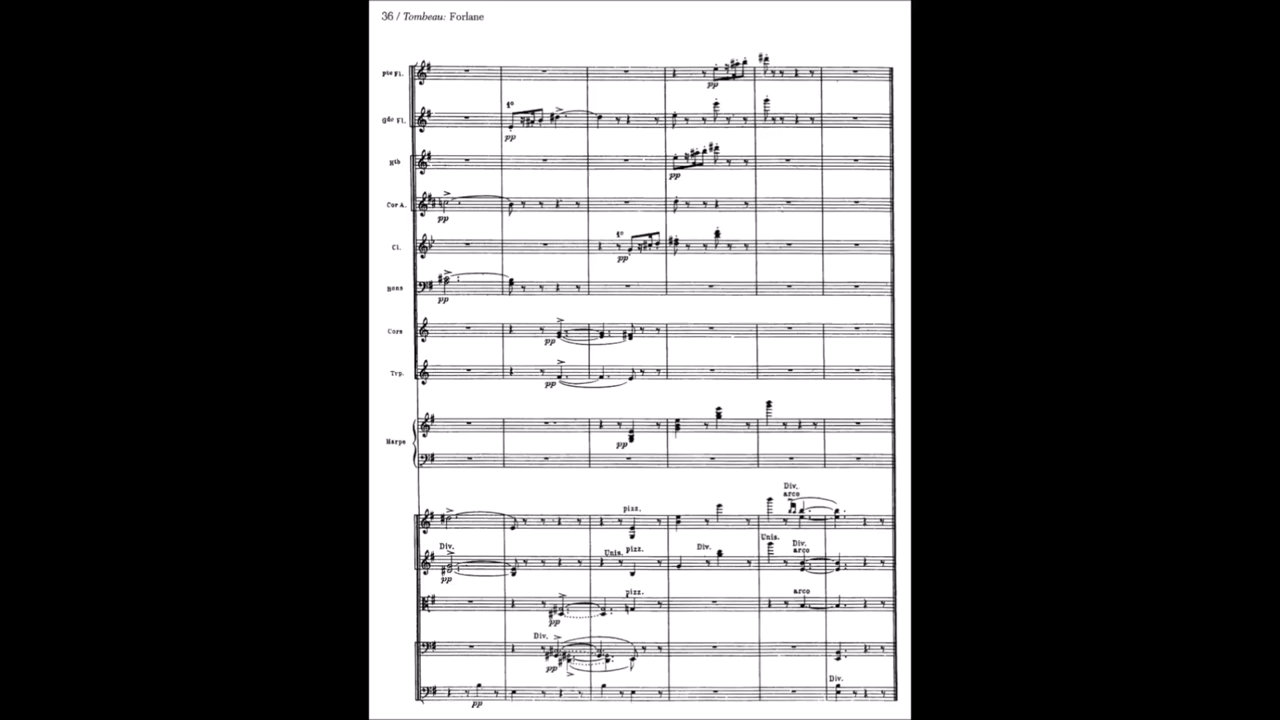 36 / Tombeau: Forlane
Pte Fl.
pp
1º
Gde Fl.
pp
Htb
pp
Cor A.
pp
1º
Cl.
pp
Bons
pp
Cors
pp
Trp.
pp
Harpe
pp
Div.
arco
pizz.
Div.
Unis.
pizz.
Div.
Unis.
Div.
arco
pp
pizz.
arco
pp
Div.
pp
Div.
pp